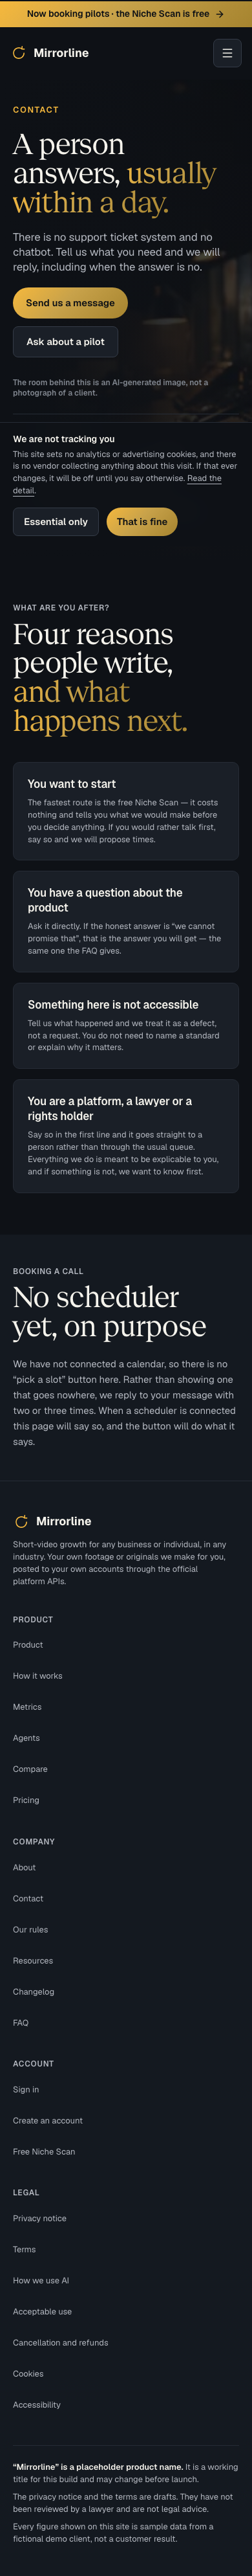 Now booking pilots · the Niche Scan is free →
Mirrorline
CONTACT
A person
answers, usually
within a day.
There is no support ticket system and no
chatbot. Tell us what you need and we will
reply, including when the answer is no.
Send us a message
Ask about a pilot
The room behind this is an AI-generated image, not a
photograph of a client.
We are not tracking you
This site sets no analytics or advertising cookies, and there
is no vendor collecting anything about this visit. If that ever
changes, it will be off until you say otherwise. Read the
detail.
Essential only
That is fine
WHAT ARE YOU AFTER?
Four reasons
people write,
and what
happens next.
You want to start
The fastest route is the free Niche Scan — it costs
nothing and tells you what we would make before
you decide anything. If you would rather talk first,
say so and we will propose times.
You have a question about the
product
Ask it directly. If the honest answer is “we cannot
promise that”, that is the answer you will get — the
same one the FAQ gives.
Something here is not accessible
Tell us what happened and we treat it as a defect,
not a request. You do not need to name a standard
or explain why it matters.
You are a platform, a lawyer or a
rights holder
Say so in the first line and it goes straight to a
person rather than through the usual queue.
Everything we do is meant to be explicable to you,
and if something is not, we want to know first.
BOOKING A CALL
No scheduler
yet, on purpose
We have not connected a calendar, so there is no
“pick a slot” button here. Rather than showing one
that goes nowhere, we reply to your message with
two or three times. When a scheduler is connected
this page will say so, and the button will do what it
says.
Mirrorline
Short-video growth for any business or individual, in any
industry. Your own footage or originals we make for you,
posted to your own accounts through the official
platform APIs.
PRODUCT
Product
How it works
Metrics
Agents
Compare
Pricing
COMPANY
About
Contact
Our rules
Resources
Changelog
FAQ
ACCOUNT
Sign in
Create an account
Free Niche Scan
LEGAL
Privacy notice
Terms
How we use AI
Acceptable use
Cancellation and refunds
Cookies
Accessibility
“Mirrorline” is a placeholder product name. It is a working
title for this build and may change before launch.
The privacy notice and the terms are drafts. They have not
been reviewed by a lawyer and are not legal advice.
Every figure shown on this site is sample data from a
fictional demo client, not a customer result.